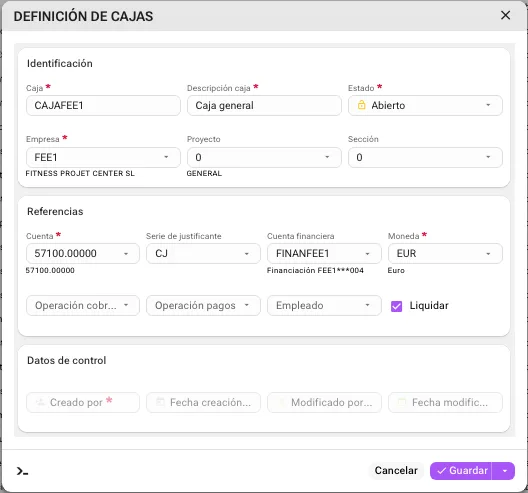 DEFINICIÓN DE CAJAS
Identificación
Caja * Descripción caja * Estado *
CAJAFEE1 Caja general Abierto
Empresa * Proyecto Sección
FEE1 0 0
FITNESS PROJET CENTER SL GENERAL
Referencias
Cuenta * Serie de justificante Cuenta financiera Moneda *
57100.00000 CJ FINANFEE1 EUR
57100.00000 Financiación FEE1***004 Euro
Operación cobr... Operación pagos Empleado Liquidar
Datos de control
Creado por * Fecha creación... Modificado por... Fecha modific...
Cancelar Guardar